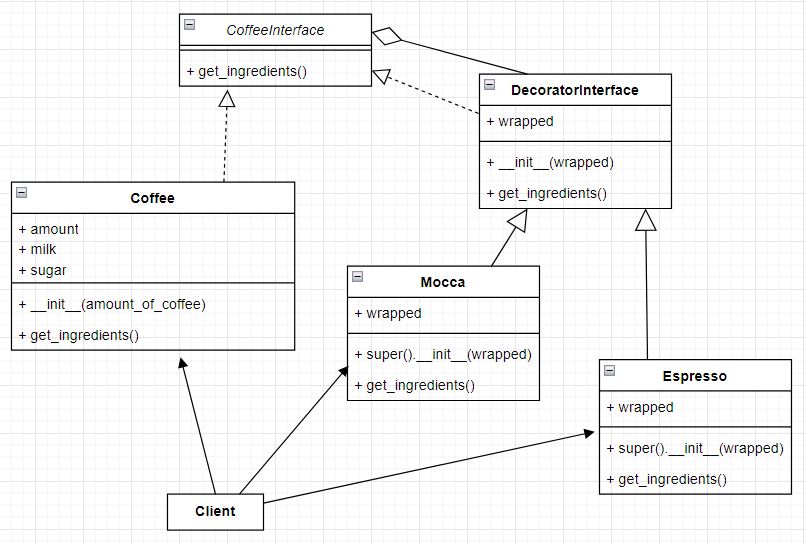 CoffeeInterface
+ get_ingredients()
DecoratorInterface
+ wrapped
+ __init__(wrapped)
+ get_ingredients()
Coffee
+ amount
+ milk
+ sugar
+ __init__(amount_of_coffee)
+ get_ingredients()
Mocca
+ wrapped
+ super().__init__(wrapped)
+ get_ingredients()
Espresso
+ wrapped
+ super().__init__(wrapped)
+ get_ingredients()
Client